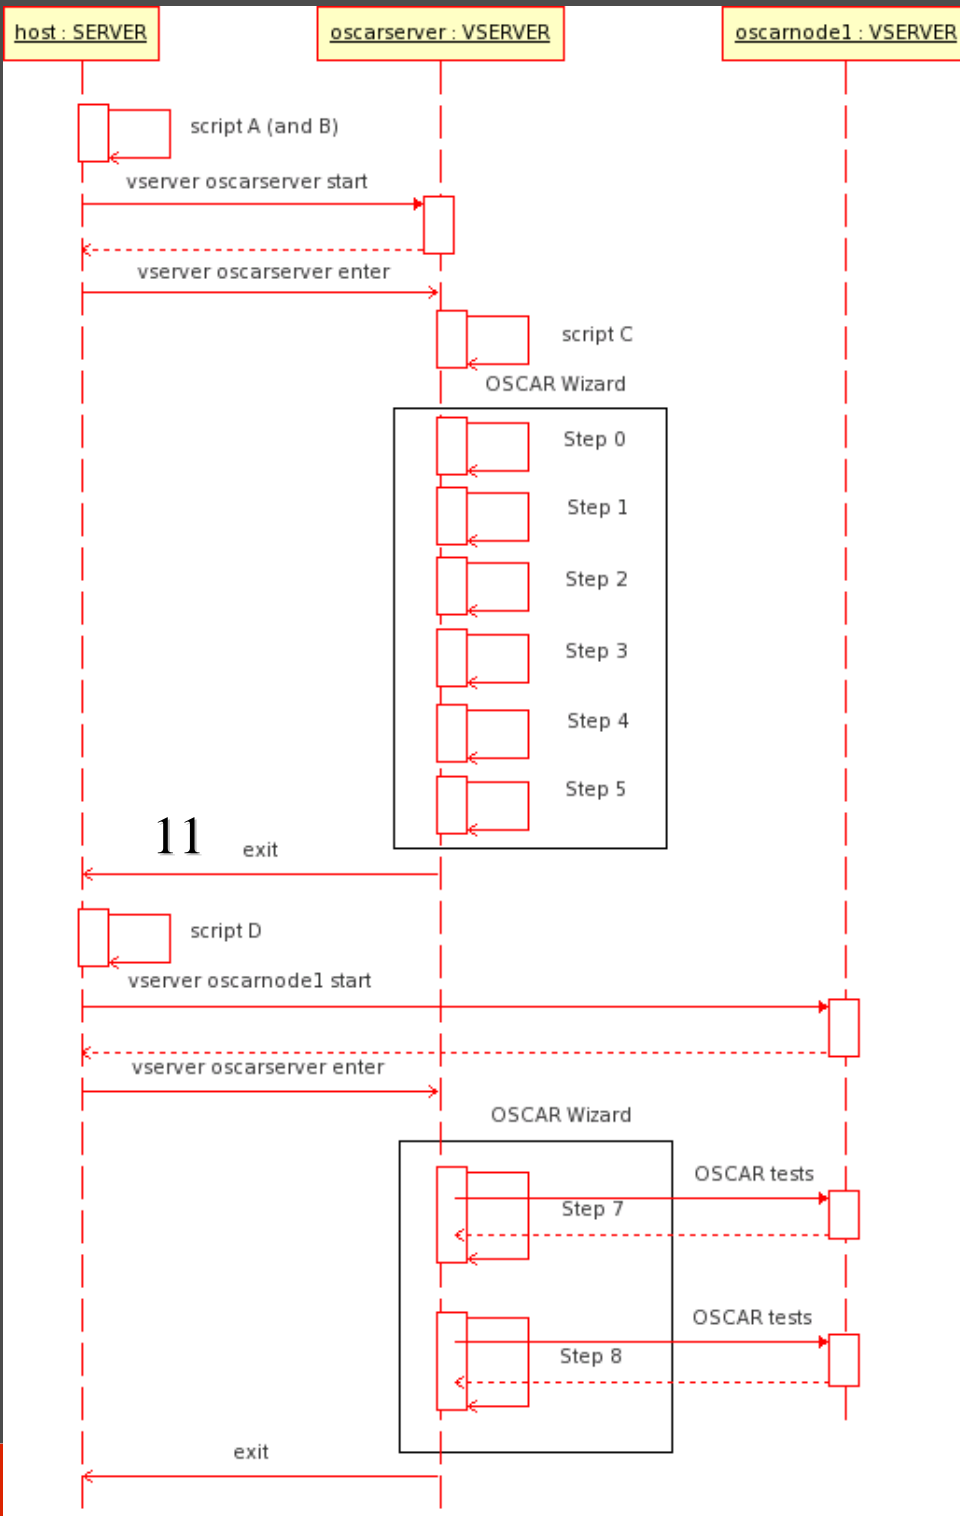 host : SERVER
oscarserver : VSERVER
oscarnode1 : VSERVER
script A (and B)
vserver oscarserver start
vserver oscarserver enter
script C
OSCAR Wizard
Step 0
Step 1
Step 2
Step 3
Step 4
Step 5
11
exit
script D
vserver oscarnode1 start
vserver oscarserver enter
OSCAR Wizard
OSCAR tests
Step 7
OSCAR tests
Step 8
exit